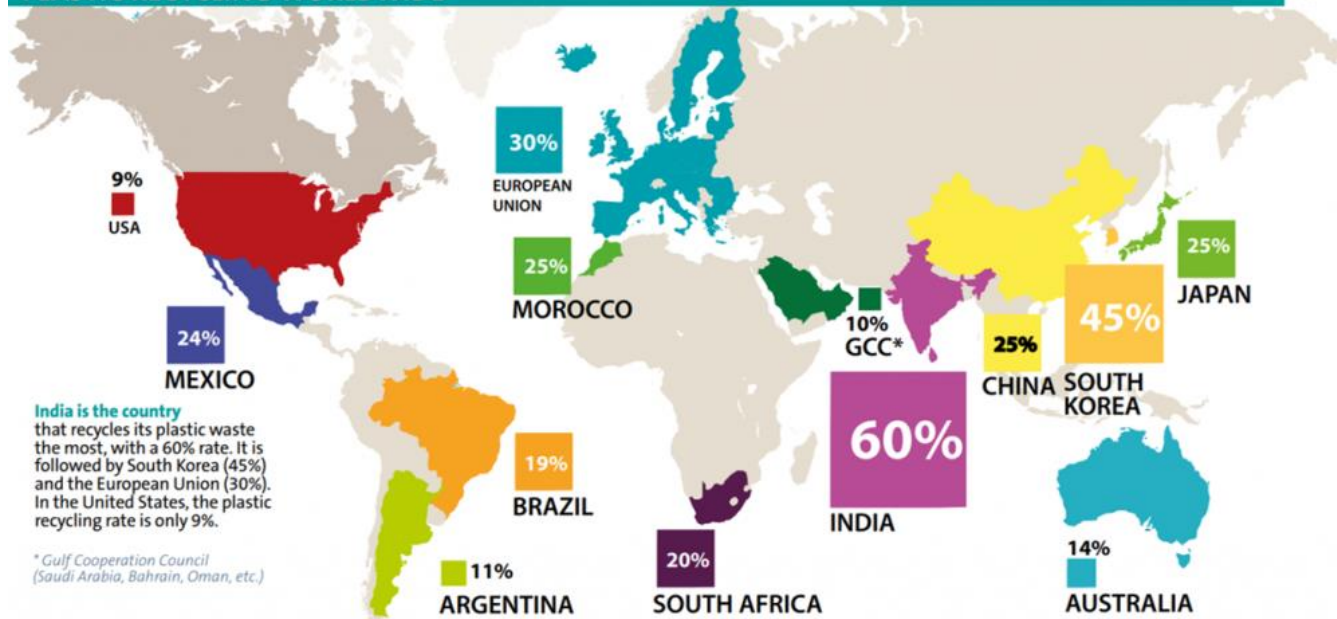 9%
USA
30%
EUROPEAN
UNION
25%
MOROCCO
24%
MEXICO
10%
GCC*
25%
JAPAN
45%
SOUTH
KOREA
25%
CHINA
60%
INDIA
India is the country
that recycles its plastic waste
the most, with a 60% rate. It is
followed by South Korea (45%)
and the European Union (30%).
In the United States, the plastic
recycling rate is only 9%.
* Gulf Cooperation Council
(Saudi Arabia, Bahrain, Oman, etc.)
19%
BRAZIL
11%
ARGENTINA
20%
SOUTH AFRICA
14%
AUSTRALIA